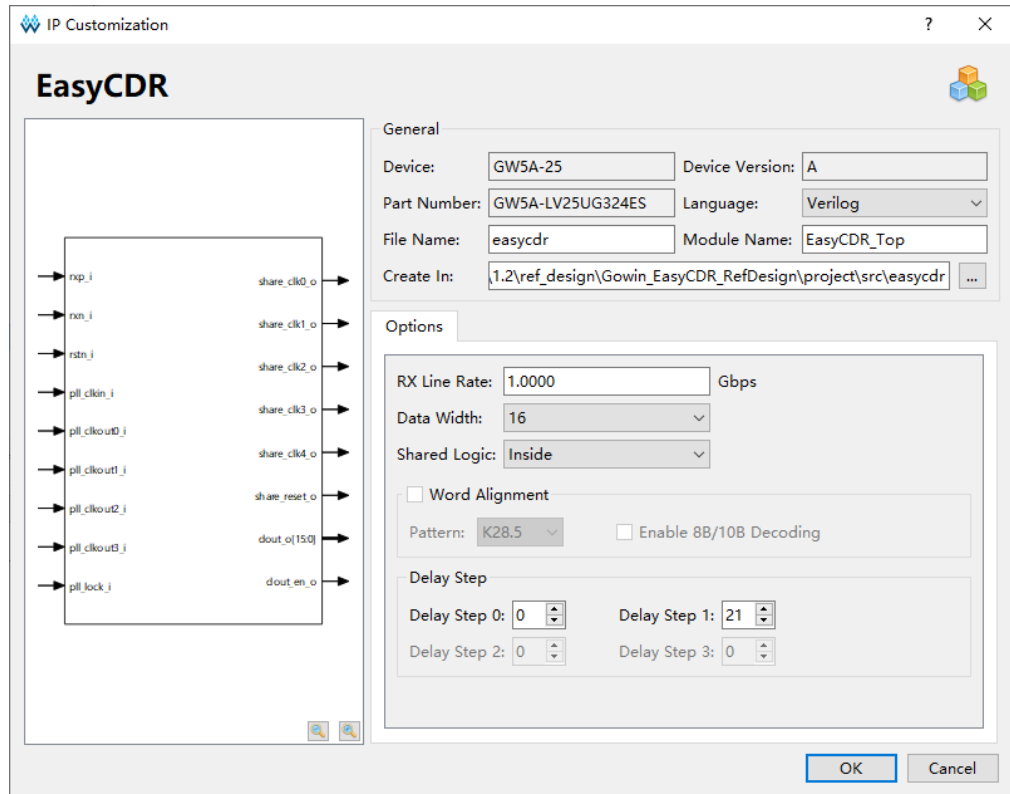 IP Customization
?
EasyCDR
rxp_i
rxn_i
rstn_i
pll_clkin_i
pll_clkout0_i
pll_clkout1_i
pll_clkout2_i
pll_clkout3_i
pll_lock_i
share_clk0_o
share_clk1_o
share_clk2_o
share_clk3_o
share_clk4_o
share_reset_o
dout_o[15:0]
dout_en_o
General
Device: GW5A-25 Device Version: A
Part Number: GW5A-LV25UG324ES Language: Verilog
File Name: easycdr Module Name: EasyCDR_Top
Create In: \1.2\ref_design\Gowin_EasyCDR_RefDesign\project\src\easycdr ...
Options
RX Line Rate: 1.0000 Gbps
Data Width: 16
Shared Logic: Inside
Word Alignment
Pattern: K28.5 Enable 8B/10B Decoding
Delay Step
Delay Step 0: 0 Delay Step 1: 21
Delay Step 2: 0 Delay Step 3: 0
OK Cancel